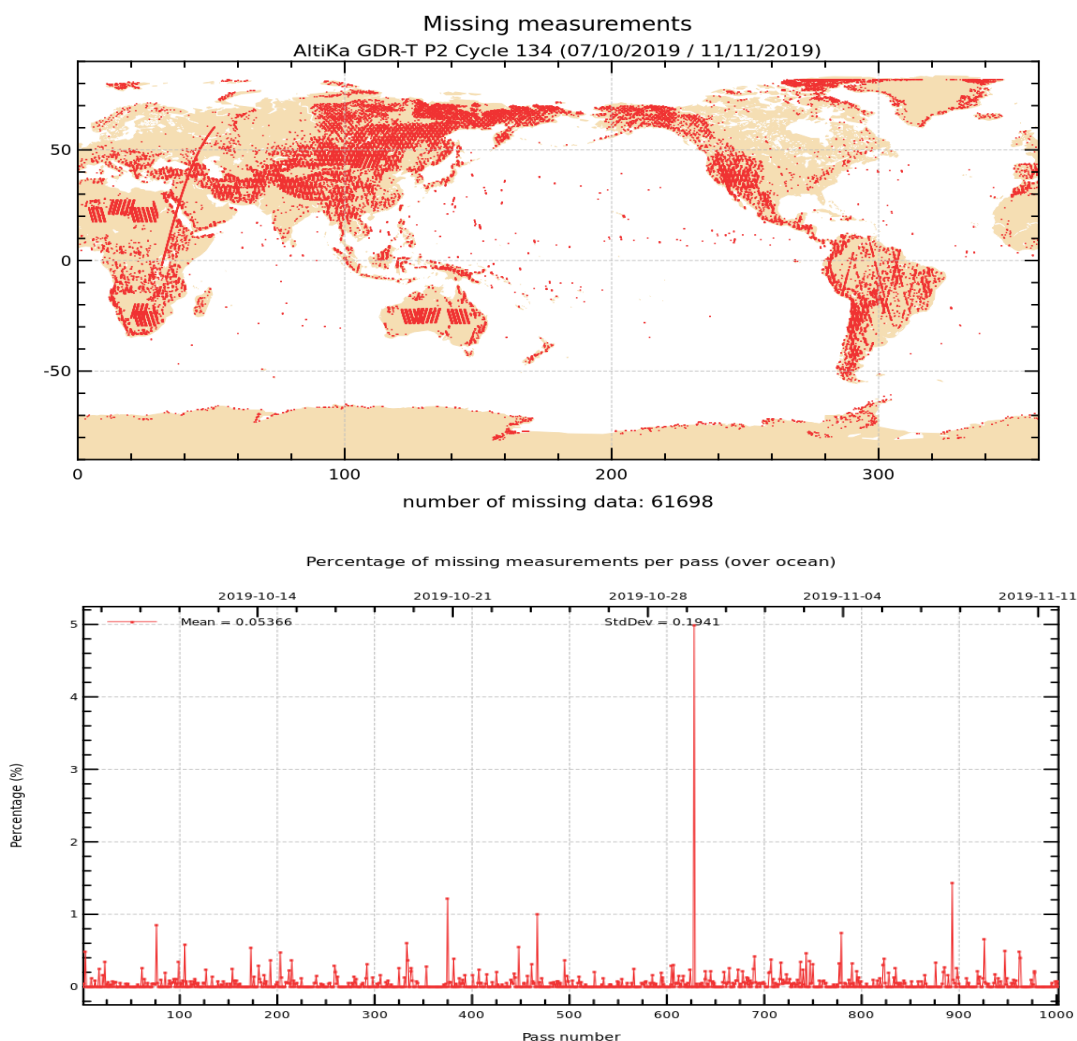 Missing measurements
AltiKa GDR-T P2 Cycle 134 (07/10/2019 / 11/11/2019)
50
0
-50
0 100 200 300
number of missing data: 61698
Percentage of missing measurements per pass (over ocean)
2019-10-14 2019-10-21 2019-10-28 2019-11-04 2019-11-11
Mean = 0.05366 StdDev = 0.1941
5
4
3
2
1
0
Percentage (%)
100 200 300 400 500 600 700 800 900 1000
Pass number